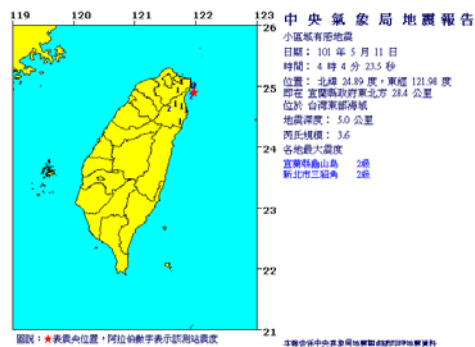 119 120 121 122 123
26
25
24
23
22
21
中央氣象局地震報告
小區域有感地震
日期： 101 年 5 月 11 日
時間： 4 時 4 分 23.5 秒
位置： 北緯 24.89 度，東經 121.98 度
即在 宜蘭縣政府東北方 28.4 公里
位於 台灣東部海域
地震深度： 5.0 公里
芮氏規模： 3.6
各地最大震度
宜蘭縣龜山島 2級
新北市三貂角 2級
圖說：★表震央位置，阿拉伯數字表示該測站震度